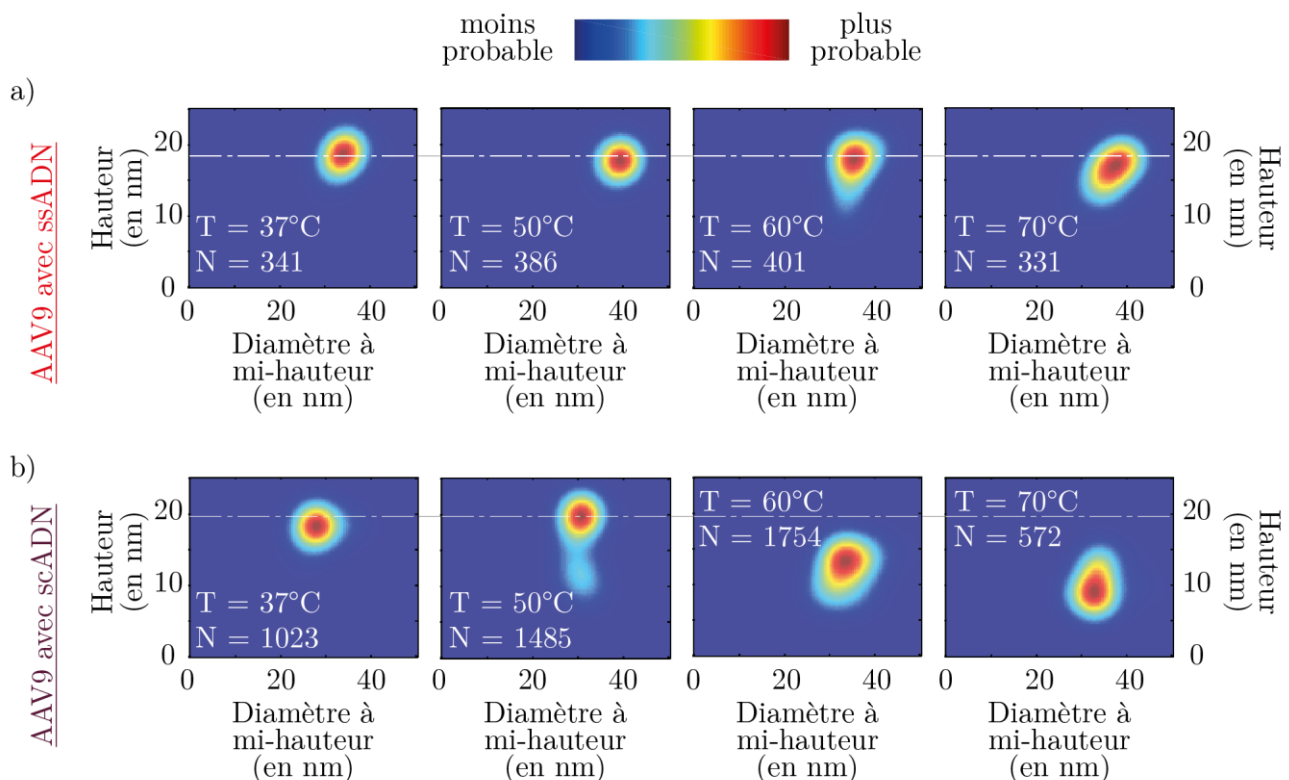 moins
probable
plus
probable
a)
AAV9 avec ssADN
Hauteur
(en nm)
20
10
0
T = 37°C
N = 341
0 20 40
Diamètre à
mi-hauteur
(en nm)
T = 50°C
N = 386
0 20 40
Diamètre à
mi-hauteur
(en nm)
T = 60°C
N = 401
0 20 40
Diamètre à
mi-hauteur
(en nm)
T = 70°C
N = 331
0 20 40
Diamètre à
mi-hauteur
(en nm)
20
10
0
Hauteur
(en nm)
b)
AAV9 avec scADN
Hauteur
(en nm)
20
10
0
T = 37°C
N = 1023
0 20 40
Diamètre à
mi-hauteur
(en nm)
T = 50°C
N = 1485
0 20 40
Diamètre à
mi-hauteur
(en nm)
T = 60°C
N = 1754
0 20 40
Diamètre à
mi-hauteur
(en nm)
T = 70°C
N = 572
0 20 40
Diamètre à
mi-hauteur
(en nm)
20
10
0
Hauteur
(en nm)